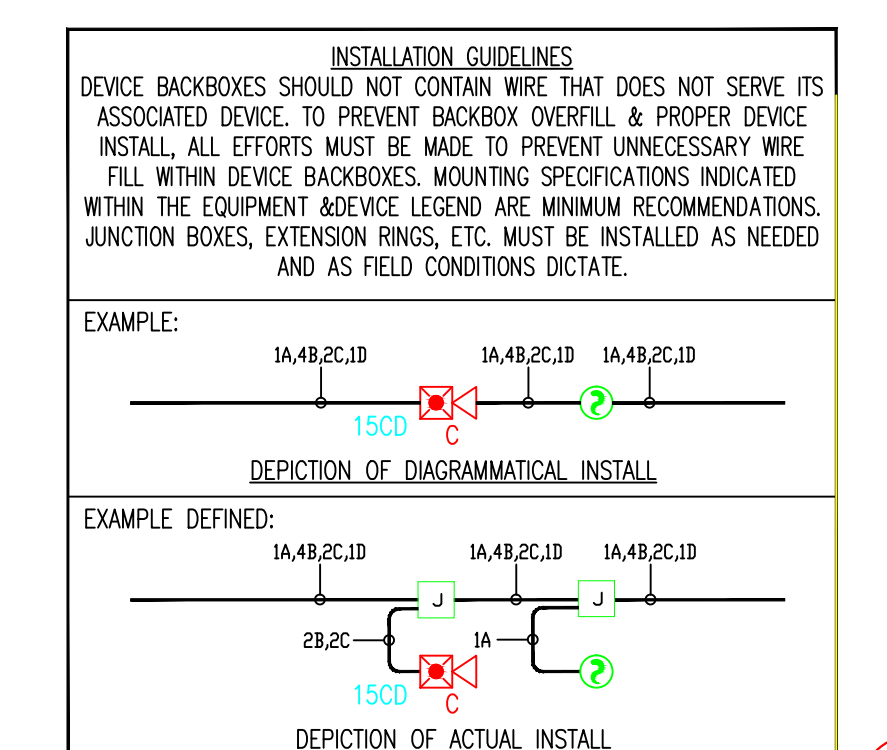 INSTALLATION GUIDELINES
DEVICE BACKBOXES SHOULD NOT CONTAIN WIRE THAT DOES NOT SERVE ITS
ASSOCIATED DEVICE. TO PREVENT BACKBOX OVERFILL & PROPER DEVICE
INSTALL, ALL EFFORTS MUST BE MADE TO PREVENT UNNECESSARY WIRE
FILL WITHIN DEVICE BACKBOXES. MOUNTING SPECIFICATIONS INDICATED
WITHIN THE EQUIPMENT &DEVICE LEGEND ARE MINIMUM RECOMMENDATIONS.
JUNCTION BOXES, EXTENSION RINGS, ETC. MUST BE INSTALLED AS NEEDED
AND AS FIELD CONDITIONS DICTATE.
EXAMPLE:
1A,4B,2C,1D 1A,4B,2C,1D 1A,4B,2C,1D
15CD C
DEPICTION OF DIAGRAMMATICAL INSTALL
EXAMPLE DEFINED:
1A,4B,2C,1D 1A,4B,2C,1D 1A,4B,2C,1D
J J
2B,2C 1A
15CD C
DEPICTION OF ACTUAL INSTALL